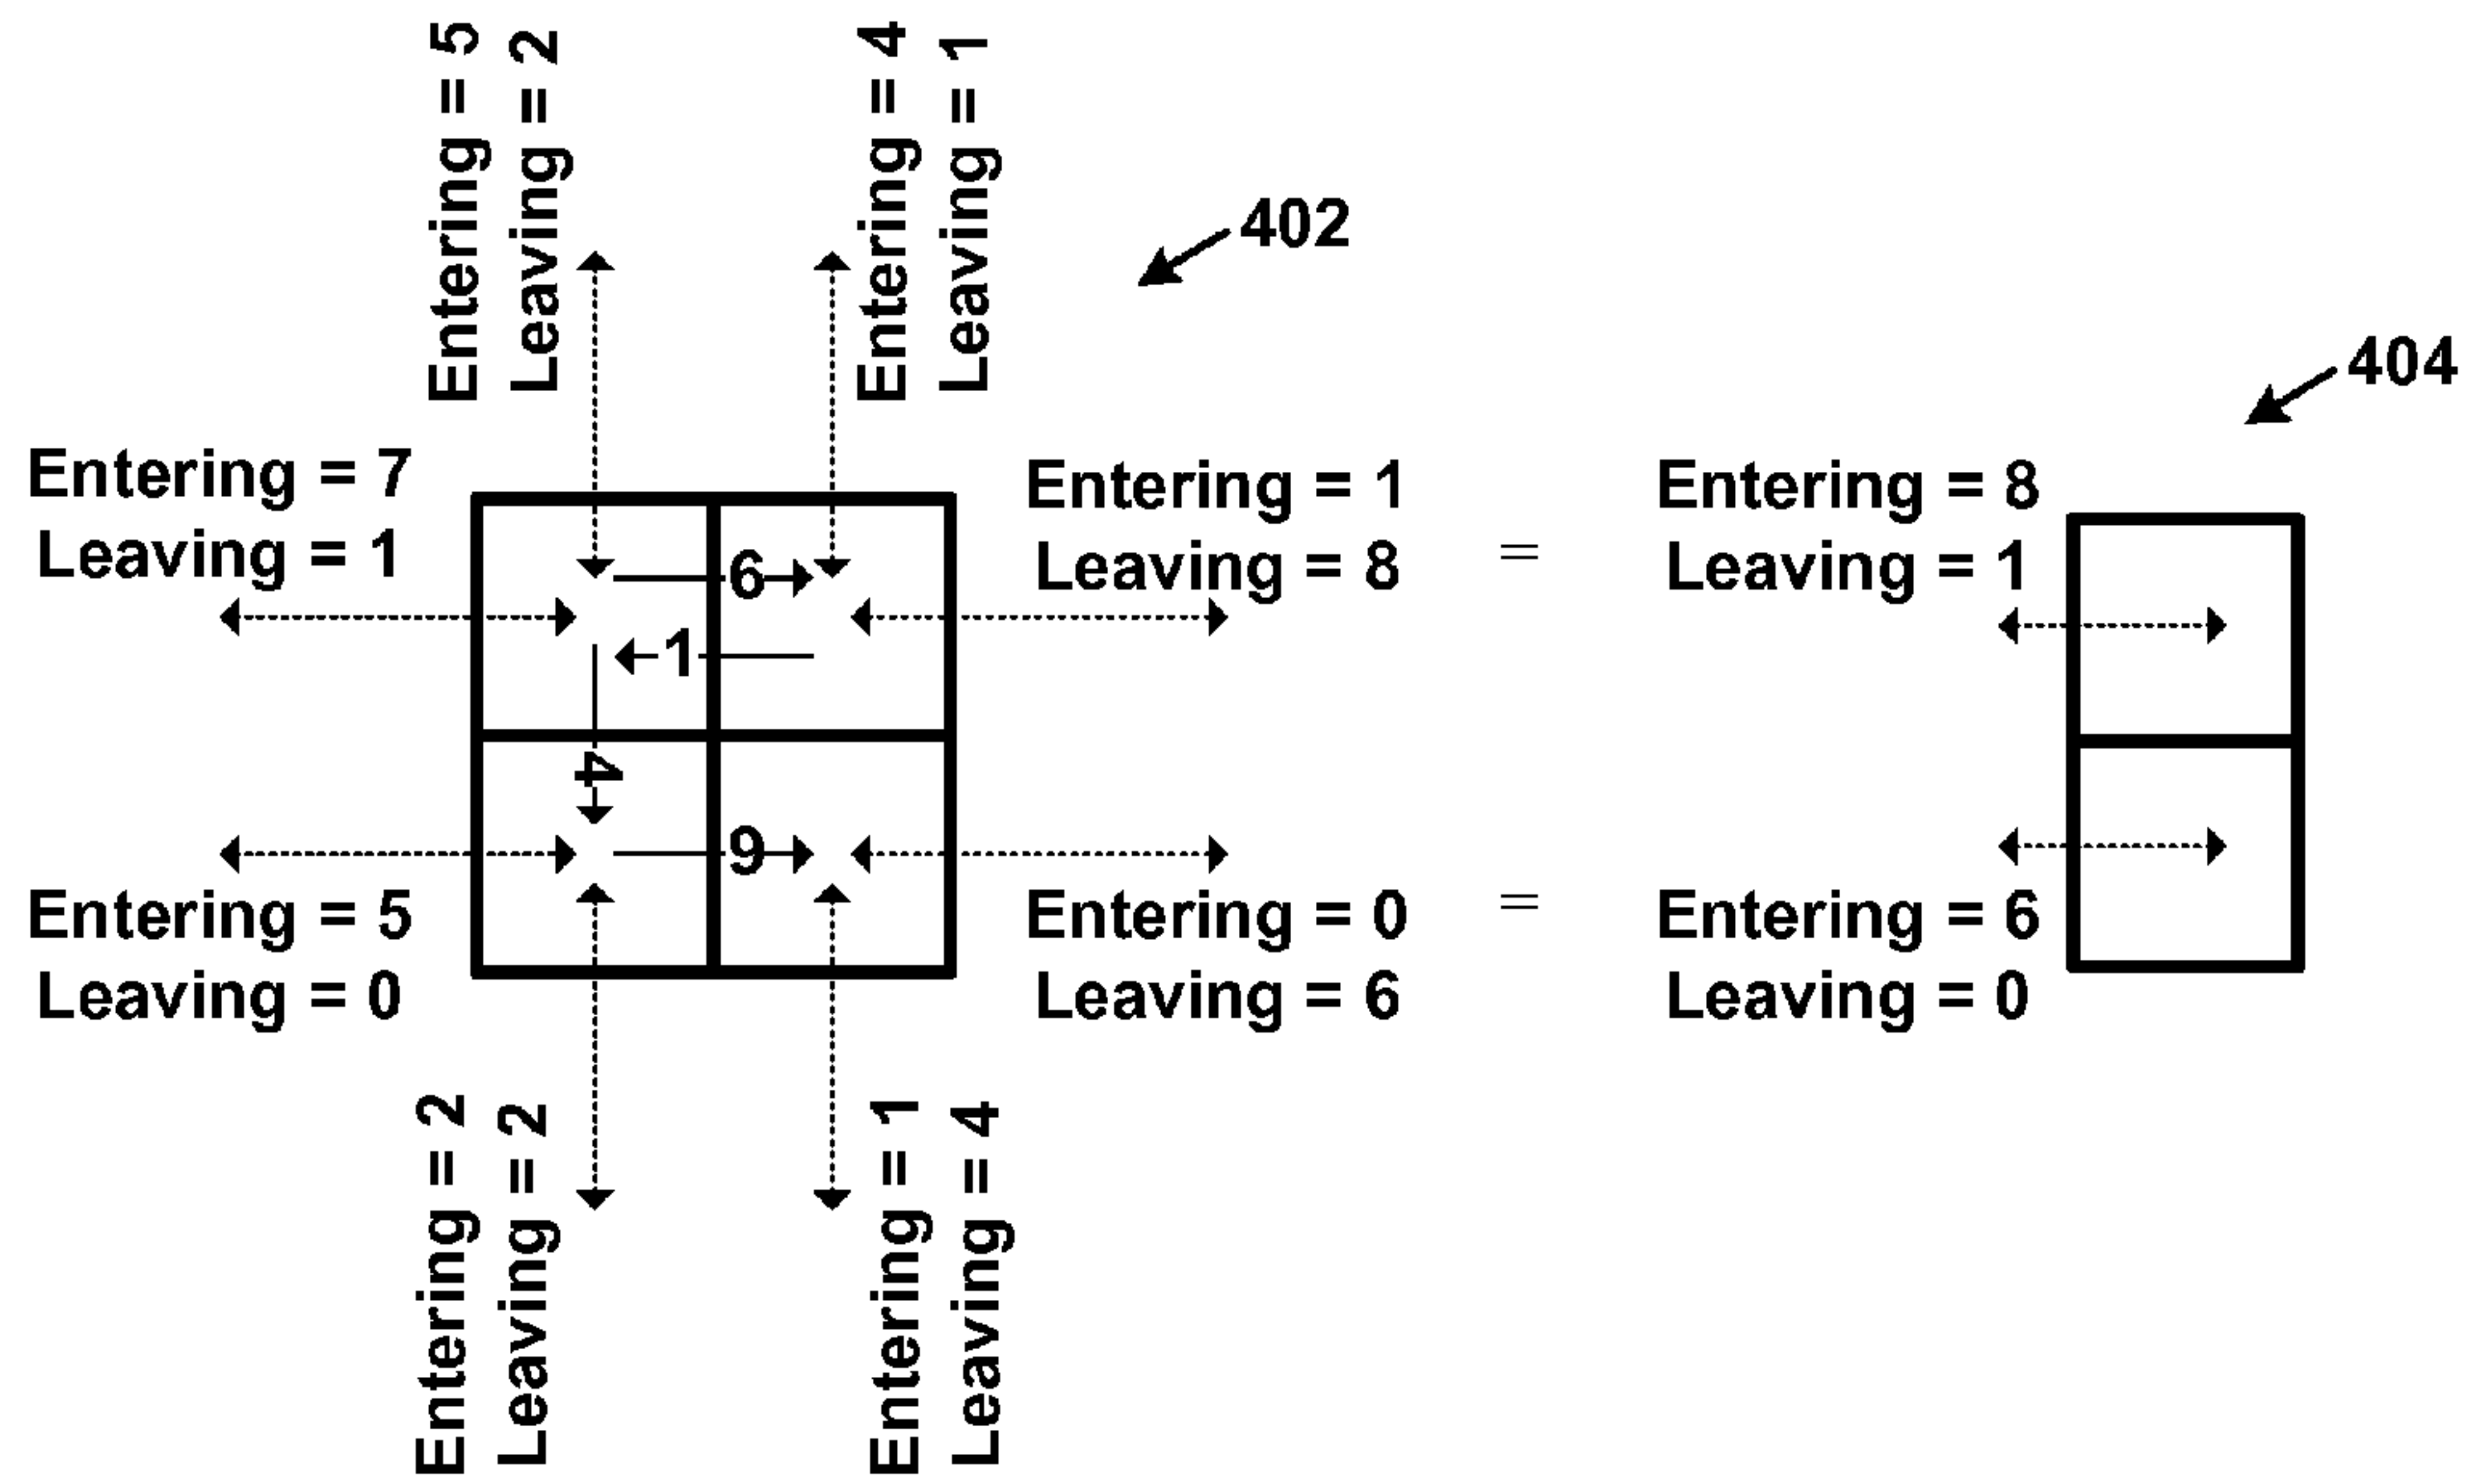 Entering = 5
Leaving = 2
Entering = 4
Leaving = 1
402
404
Entering = 7
Leaving = 1
Entering = 1
Leaving = 8
=
Entering = 8
Leaving = 1
6
1
4
9
Entering = 5
Leaving = 0
Entering = 0
Leaving = 6
=
Entering = 6
Leaving = 0
Entering = 2
Leaving = 2
Entering = 1
Leaving = 4